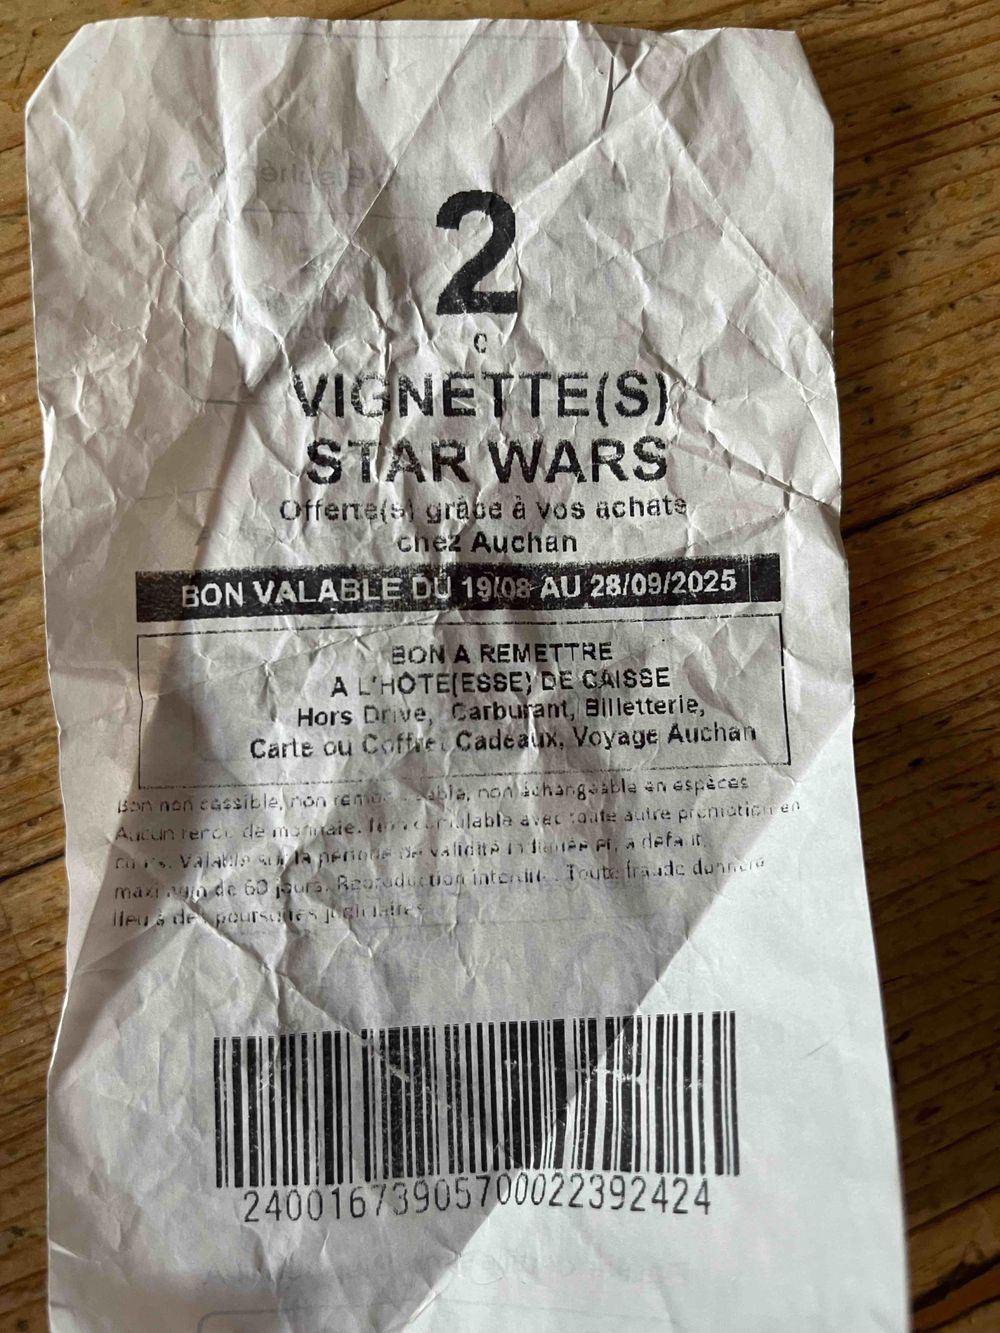 2
c
VIGNETTE(S)
STAR WARS
Offerte(s) grâce à vos achats
chez Auchan
BON VALABLE DU 19/08 AU 28/09/2025
BON A REMETTRE
A L'HÔTE(ESSE) DE CAISSE
Hors Drive, Carburant, Billetterie,
Carte ou Coffret Cadeaux, Voyage Auchan
Bon non cessible, non remboursable, non échangeable en espèces
Aucun rendu de monnaie. Non cumulable avec toute autre promotion en
cours. Valable sur la période de validité indiquée et, à défaut,
maximum de 60 jours. Reproduction interdite. Toute fraude donnera
lieu à des poursuites judiciaires
2400167390570002239242​4